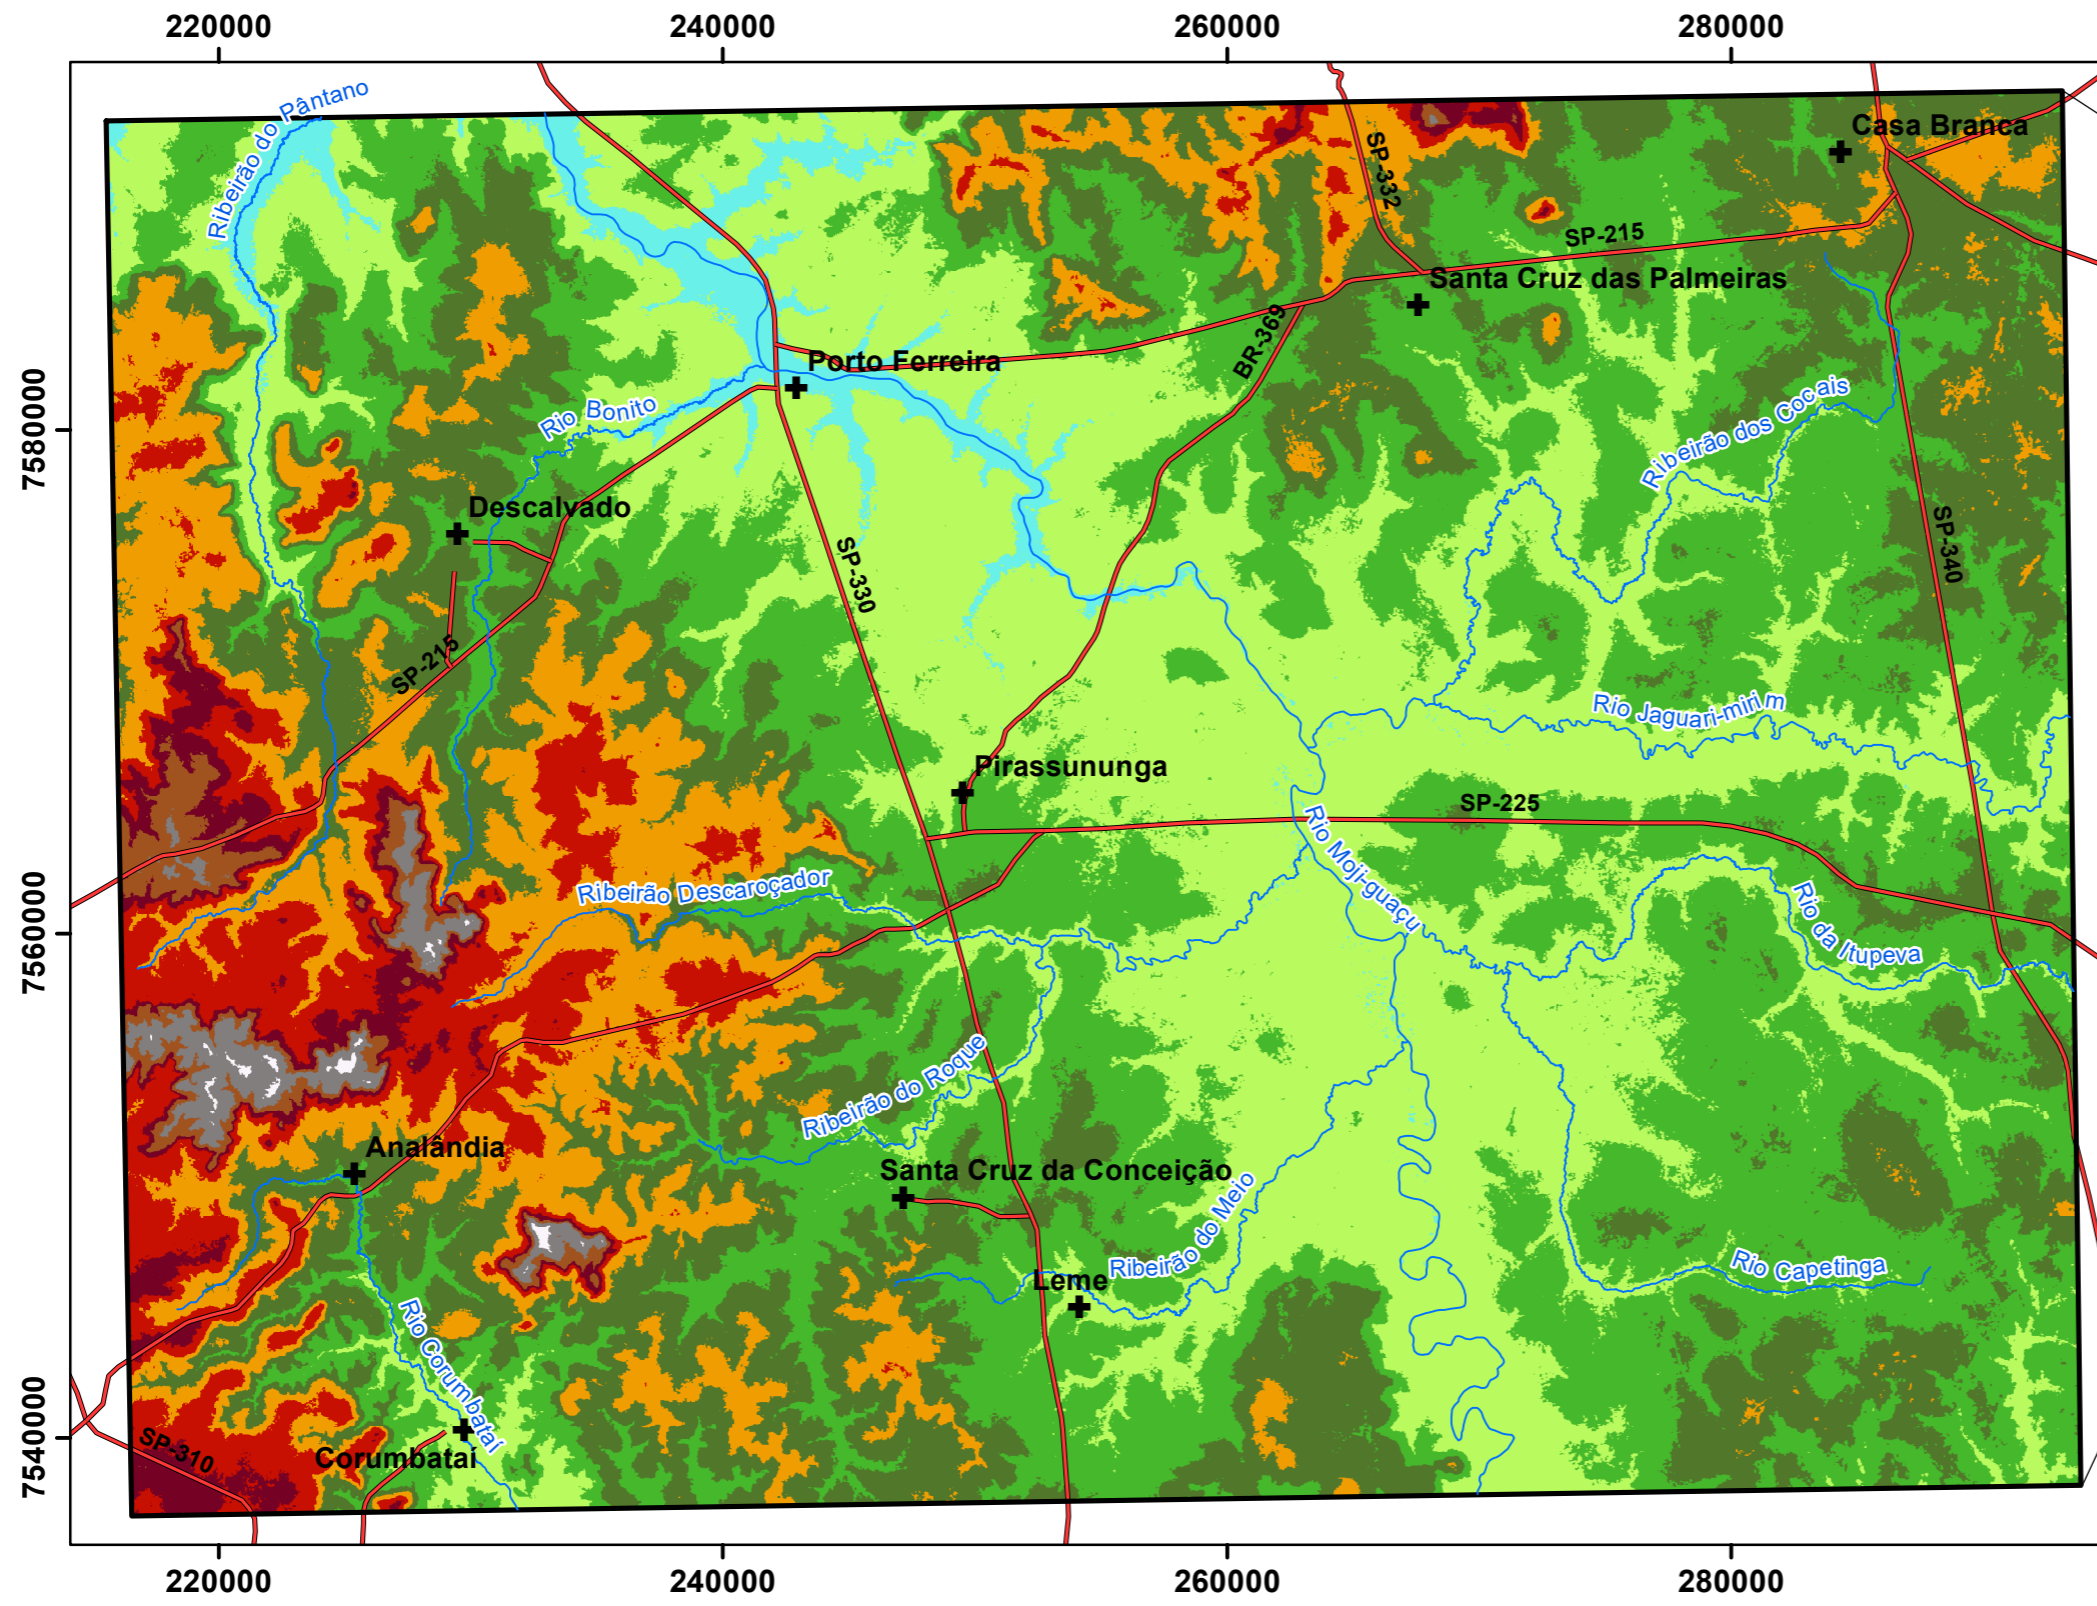 220000
240000
260000
280000
Ribeirão do Pântano
Casa Branca
SP-332
SP-215
Santa Cruz das Palmeiras
BR-369
Porto Ferreira
7580000
Rio Bonito
Ribeirão dos Cocais
Descalvado
SP-330
SP-340
SP-215
Rio Jaguari-mirim
Pirassununga
SP-225
Rio Moji-guaçu
Ribeirão Descaroçador
7560000
Rio da Itupeva
Ribeirão do Roque
Analândia
Santa Cruz da Conceição
Ribeirão do Meio
Leme
Rio Capetinga
Rio Corumbataí
7540000
SP-310
Corumbataí
220000
240000
260000
280000